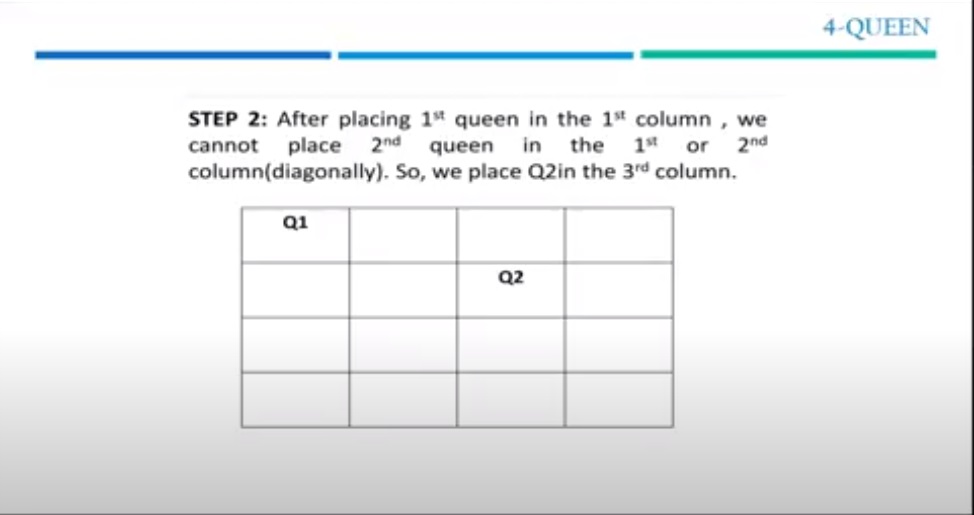 4-QUEEN
STEP 2: After placing 1st queen in the 1st column , we
cannot place 2nd queen in the 1st or 2nd
column(diagonally). So, we place Q2in the 3rd column.
Q1
Q2